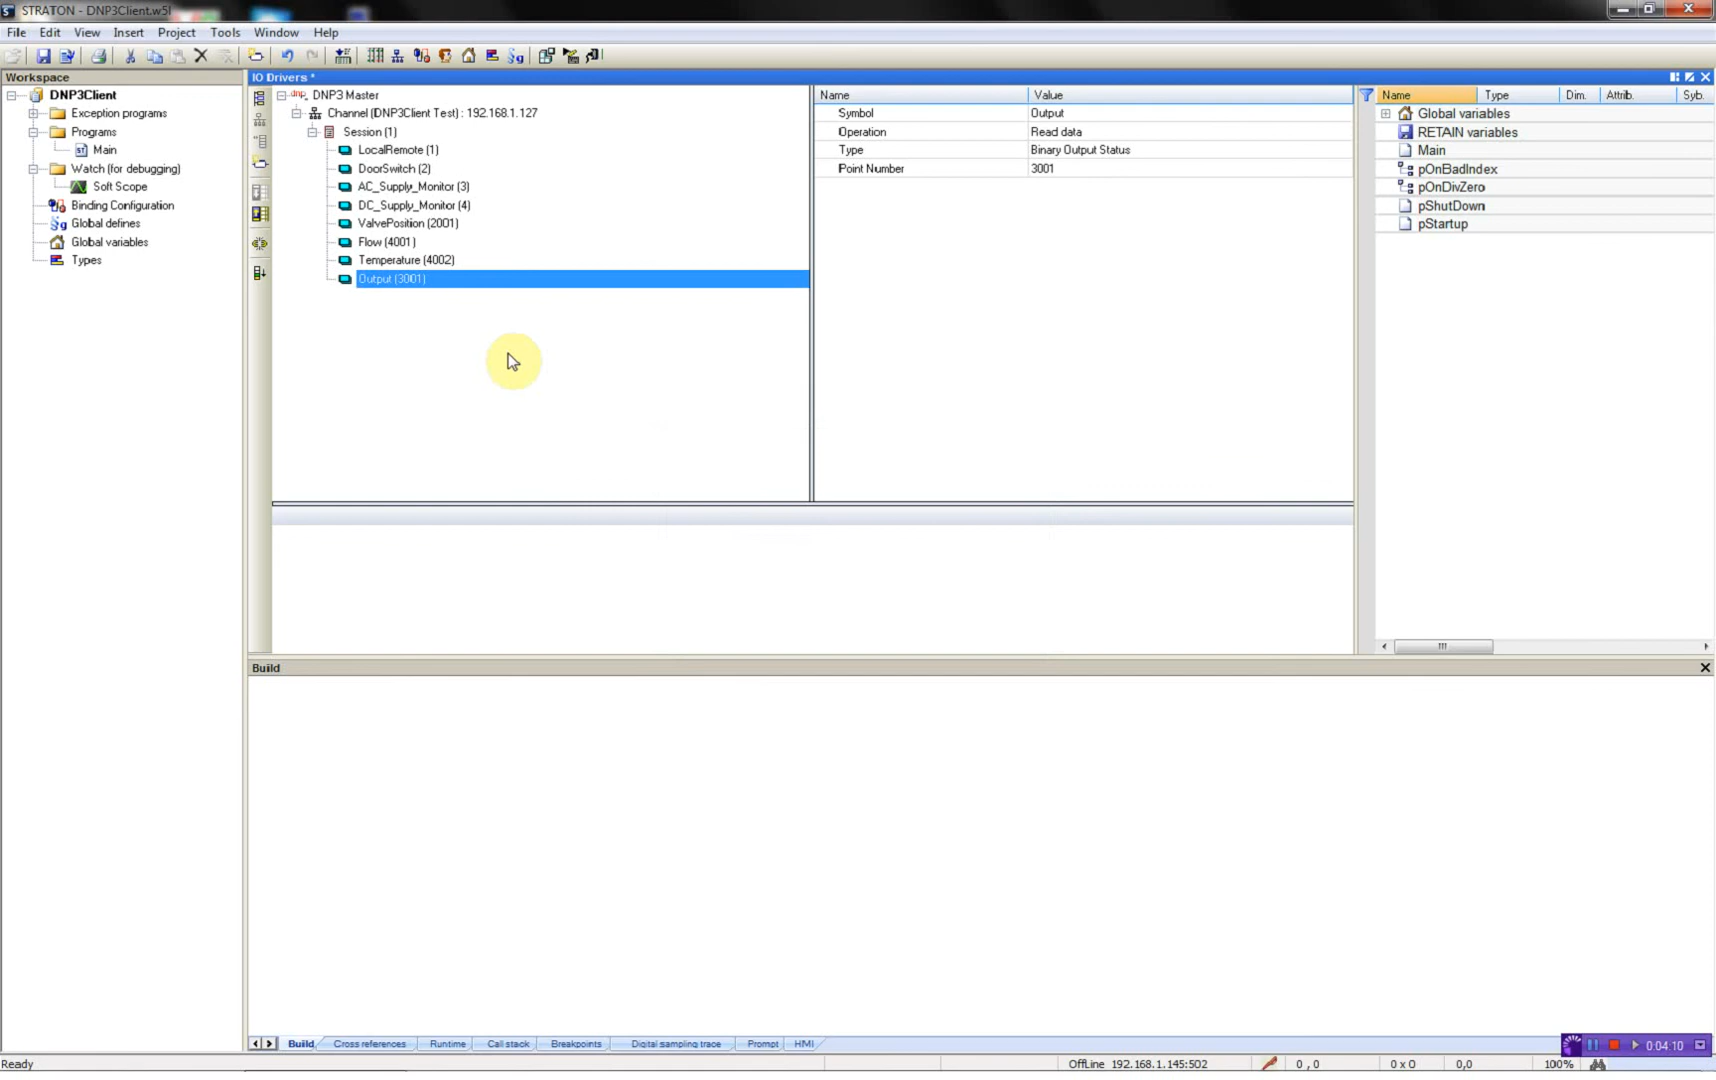 STRATON - DNP3Client.w5l
File Edit View Insert Project Tools Window Help
Workspace
DNP3Client
Exception programs
Programs
Main
Watch (for debugging)
Soft Scope
Binding Configuration
Global defines
Global variables
Types
IO Drivers *
DNP3 Master
Channel (DNP3Client Test) : 192.168.1.127
Session (1)
LocalRemote (1)
DoorSwitch (2)
AC_Supply_Monitor (3)
DC_Supply_Monitor (4)
ValvePosition (2001)
Flow (4001)
Temperature (4002)
Output (3001)
Name Value
Symbol Output
Operation Read data
Type Binary Output Status
Point Number 3001
Name Type Dim. Attrib. Syb.
Global variables
RETAIN variables
Main
pOnBadIndex
pOnDivZero
pShutDown
pStartup
Build
Build Cross references Runtime Call stack Breakpoints Digital sampling trace Prompt HMI
0:04:10
Ready OffLine 192.168.1.145:502 0 , 0 0 x 0 0,0 100%